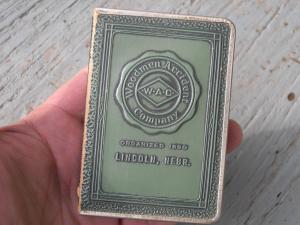 Woodmen Accident
W.A.C
Company
ORGANIZED 1890
LINCOLN, NEBR.